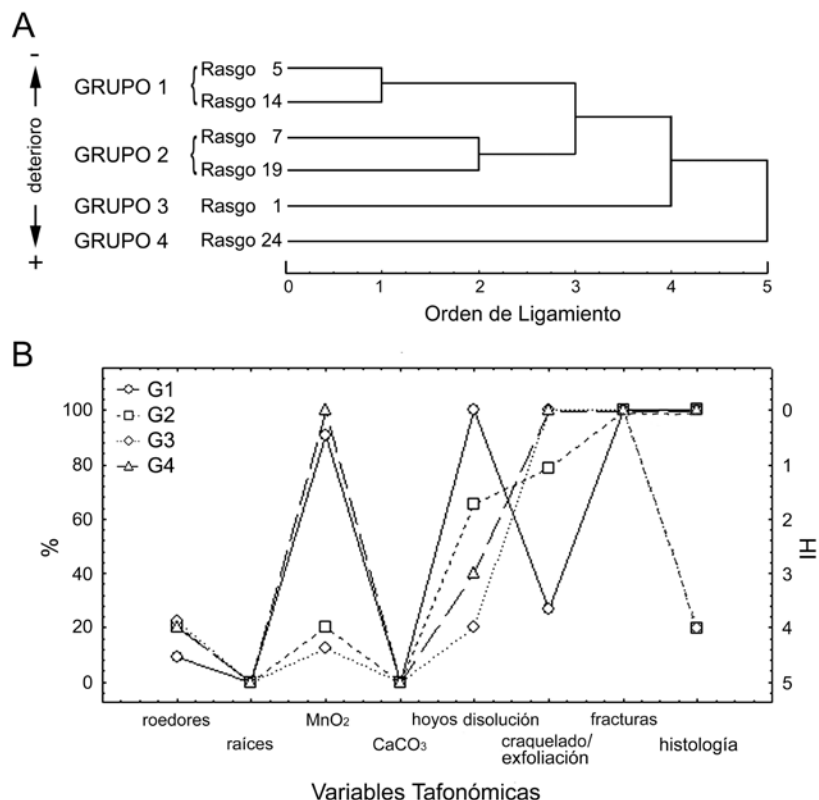 A
-
deterioro
+
GRUPO 1
Rasgo 5
Rasgo 14
GRUPO 2
Rasgo 7
Rasgo 19
GRUPO 3 Rasgo 1
GRUPO 4 Rasgo 24
0 1 2 3 4 5
Orden de Ligamiento
B
G1
G2
G3
G4
100
80
60
40
20
0
%
0
1
2
3
4
5
IH
roedores
raíces
MnO₂
CaCO₃
hoyos disolución
craquelado/
exfoliación
fracturas
histología
Variables Tafonómicas